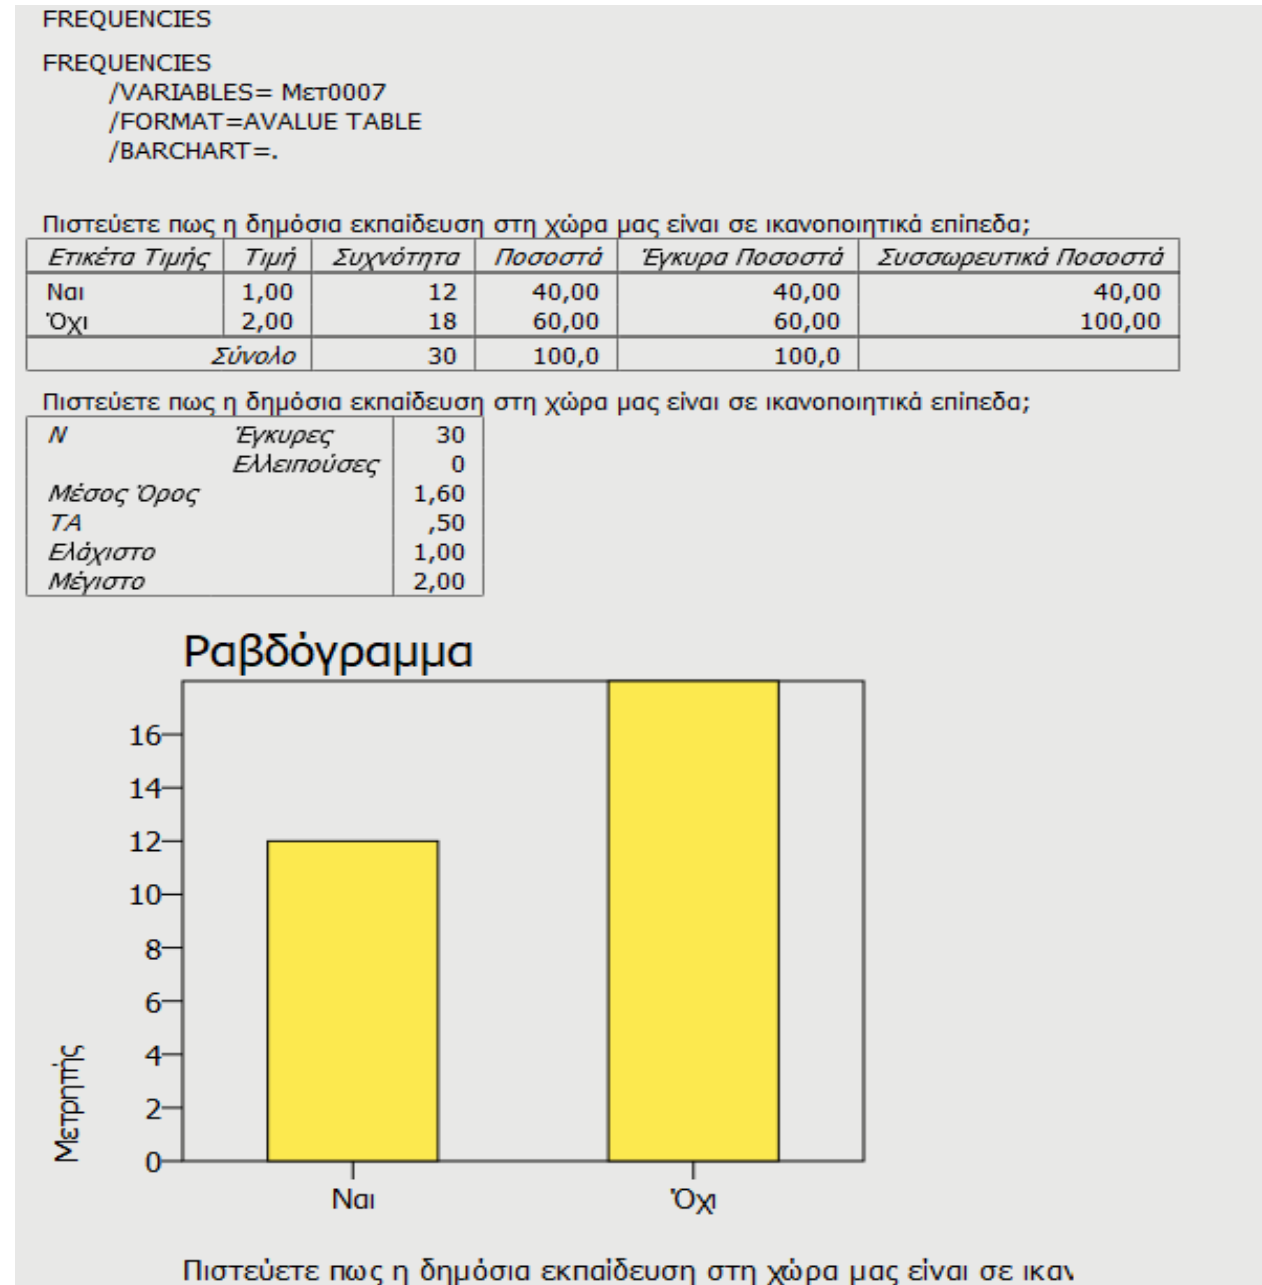 FREQUENCIES
FREQUENCIES
/VARIABLES= Μετ0007
/FORMAT=AVALUE TABLE
/BARCHART=.
Πιστεύετε πως η δημόσια εκπαίδευση στη χώρα μας είναι σε ικανοποιητικά επίπεδα;
Ετικέτα Τιμής Τιμή Συχνότητα Ποσοστά Έγκυρα Ποσοστά Συσσωρευτικά Ποσοστά
Ναι 1,00 12 40,00 40,00 40,00
Όχι 2,00 18 60,00 60,00 100,00
Σύνολο 30 100,0 100,0
Πιστεύετε πως η δημόσια εκπαίδευση στη χώρα μας είναι σε ικανοποιητικά επίπεδα;
N Έγκυρες 30
Ελλειπούσες 0
Μέσος Όρος 1,60
ΤΑ ,50
Ελάχιστο 1,00
Μέγιστο 2,00
Ραβδόγραμμα
16
14
12
10
8
6
4
2
0
Μετρητής
Ναι Όχι
Πιστεύετε πως η δημόσια εκπαίδευση στη χώρα μας είναι σε ικαν